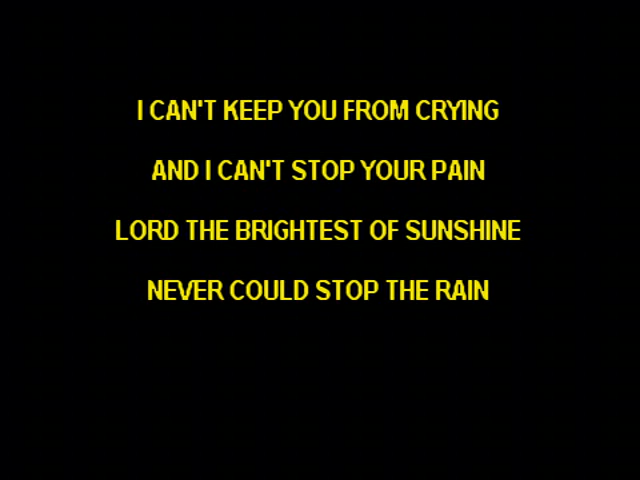 I CAN'T KEEP YOU FROM CRYING
AND I CAN'T STOP YOUR PAIN
LORD THE BRIGHTEST OF SUNSHINE
NEVER COULD STOP THE RAIN